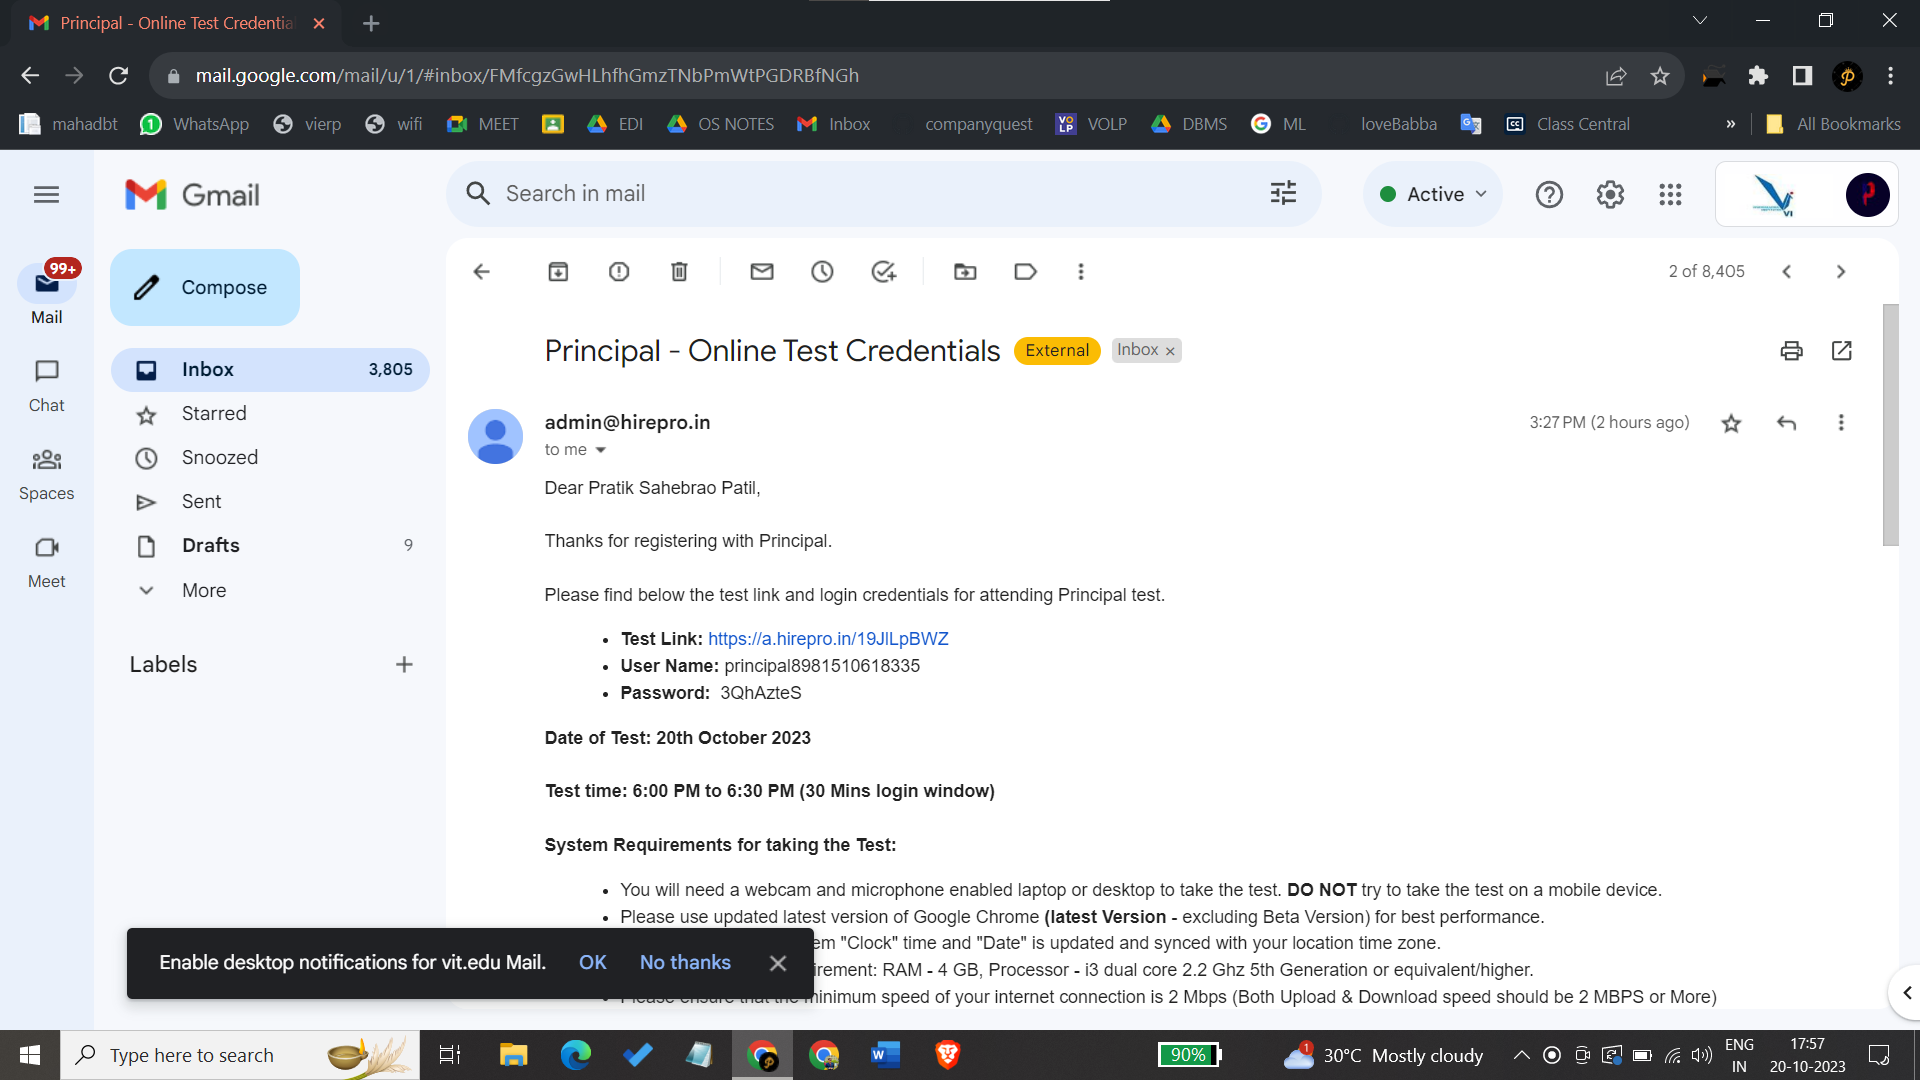 Principal - Online Test Credentia
mail.google.com/mail/u/1/#inbox/FMfcgzGwHLhfhGmzTNbPmWtPGDRBfNGh
mahadbt WhatsApp vierp wifi MEET EDI OS NOTES Inbox companyquest VOLP VOLP DBMS ML loveBabba CC Class Central » All Bookmarks
Gmail
Search in mail
Active
VI
99+
Mail
Chat
Spaces
Meet
Compose
Inbox 3,805
Starred
Snoozed
Sent
Drafts 9
More
Labels
2 of 8,405
Principal - Online Test Credentials External Inbox ×
admin@hirepro.in 3:27 PM (2 hours ago)
to me
Dear Pratik Sahebrao Patil,
Thanks for registering with Principal.
Please find below the test link and login credentials for attending Principal test.
• Test Link: https://a.hirepro.in/19JlLpBWZ
• User Name: principal8981510618335
• Password: 3QhAzteS
Date of Test: 20th October 2023
Test time: 6:00 PM to 6:30 PM (30 Mins login window)
System Requirements for taking the Test:
• You will need a webcam and microphone enabled laptop or desktop to take the test. DO NOT try to take the test on a mobile device.
• Please use updated latest version of Google Chrome (latest Version - excluding Beta Version) for best performance.
em "Clock" time and "Date" is updated and synced with your location time zone.
irement: RAM - 4 GB, Processor - i3 dual core 2.2 Ghz 5th Generation or equivalent/higher.
• Please ensure that the minimum speed of your internet connection is 2 Mbps (Both Upload & Download speed should be 2 MBPS or More)
Enable desktop notifications for vit.edu Mail. OK No thanks
Type here to search
90%
1
30°C Mostly cloudy
ENG
IN
17:57
20-10-2023